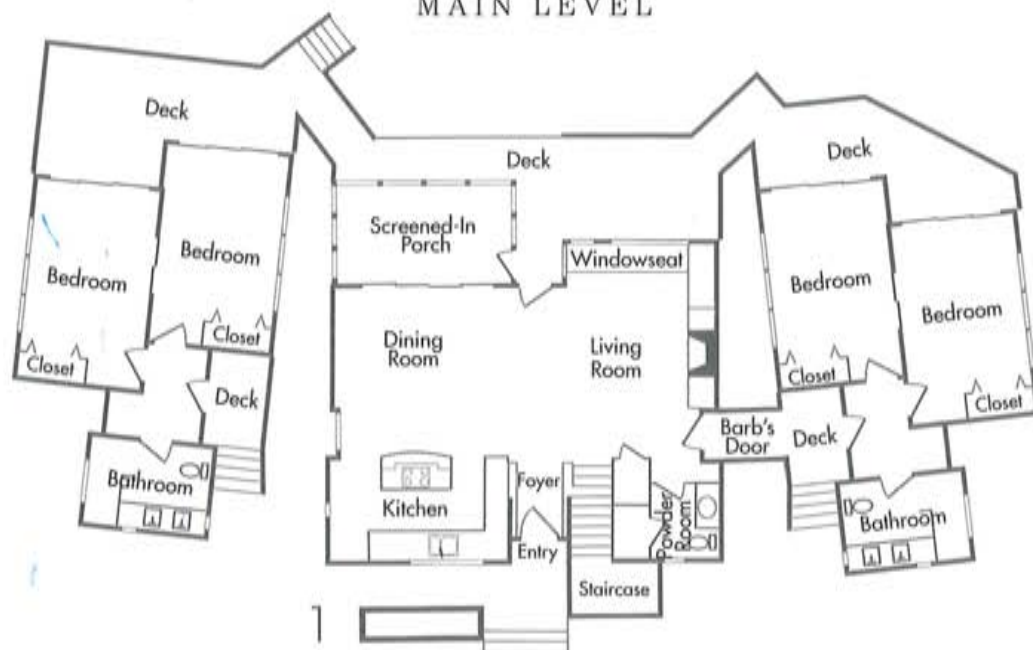 MAIN LEVEL
Deck
Deck
Deck
Screened-In
Porch
Windowseat
Bedroom
Bedroom
Bedroom
Bedroom
Dining
Room
Living
Room
Closet
Closet
Closet
Closet
Deck
Barb's
Door
Deck
Bathroom
Kitchen
Foyer
Powder
Room
Bathroom
Entry
Staircase